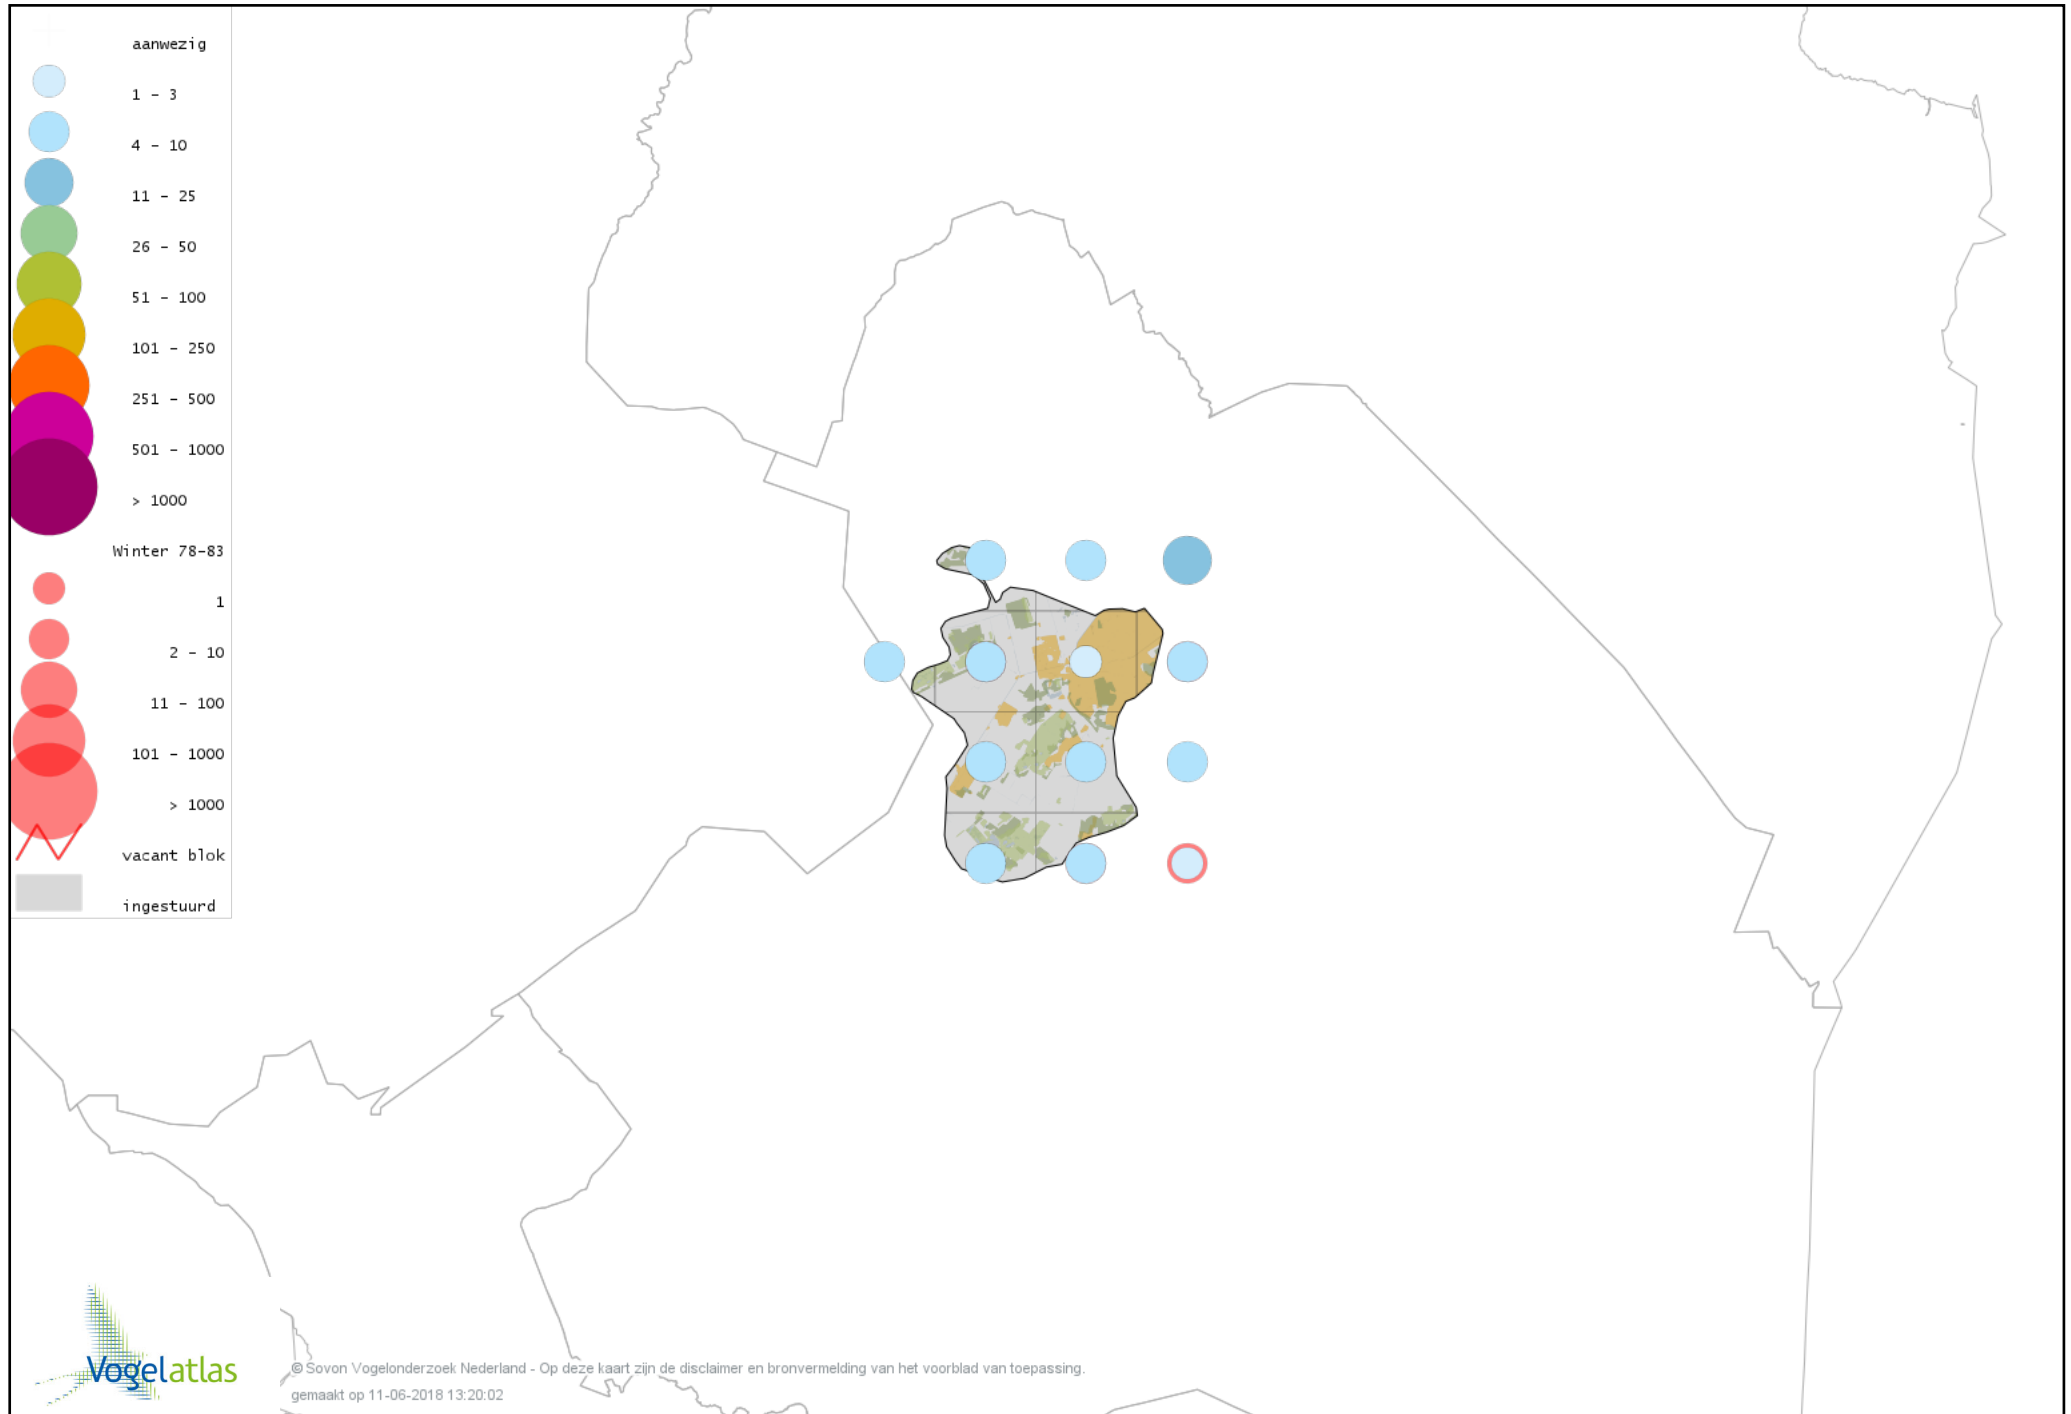 aanwezig
1 - 3
4 - 10
11 - 25
26 - 50
51 - 100
101 - 250
251 - 500
501 - 1000
> 1000
Winter 78-83
1
2 - 10
11 - 100
101 - 1000
> 1000
vacant blok
ingestuurd
Vogelatlas
© Sovon Vogelonderzoek Nederland - Op deze kaart zijn de disclaimer en bronvermelding van het voorblad van toepassing.
gemaakt op 11-06-2018 13:20:02